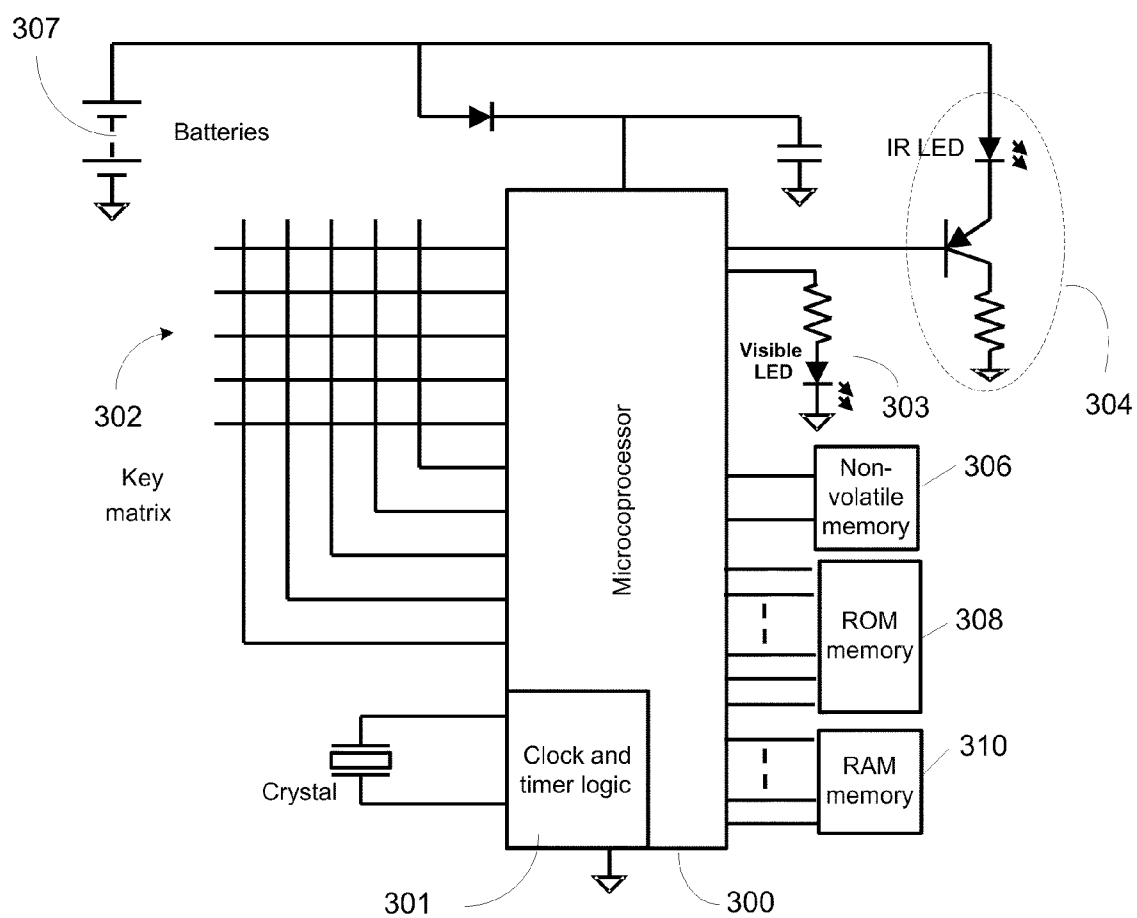 307
Batteries
IR LED
302
Key
matrix
Visible
LED
303
304
Microcoprocessor
Non-
volatile
memory
306
ROM
memory
308
RAM
memory
310
Crystal
Clock and
timer logic
301
300